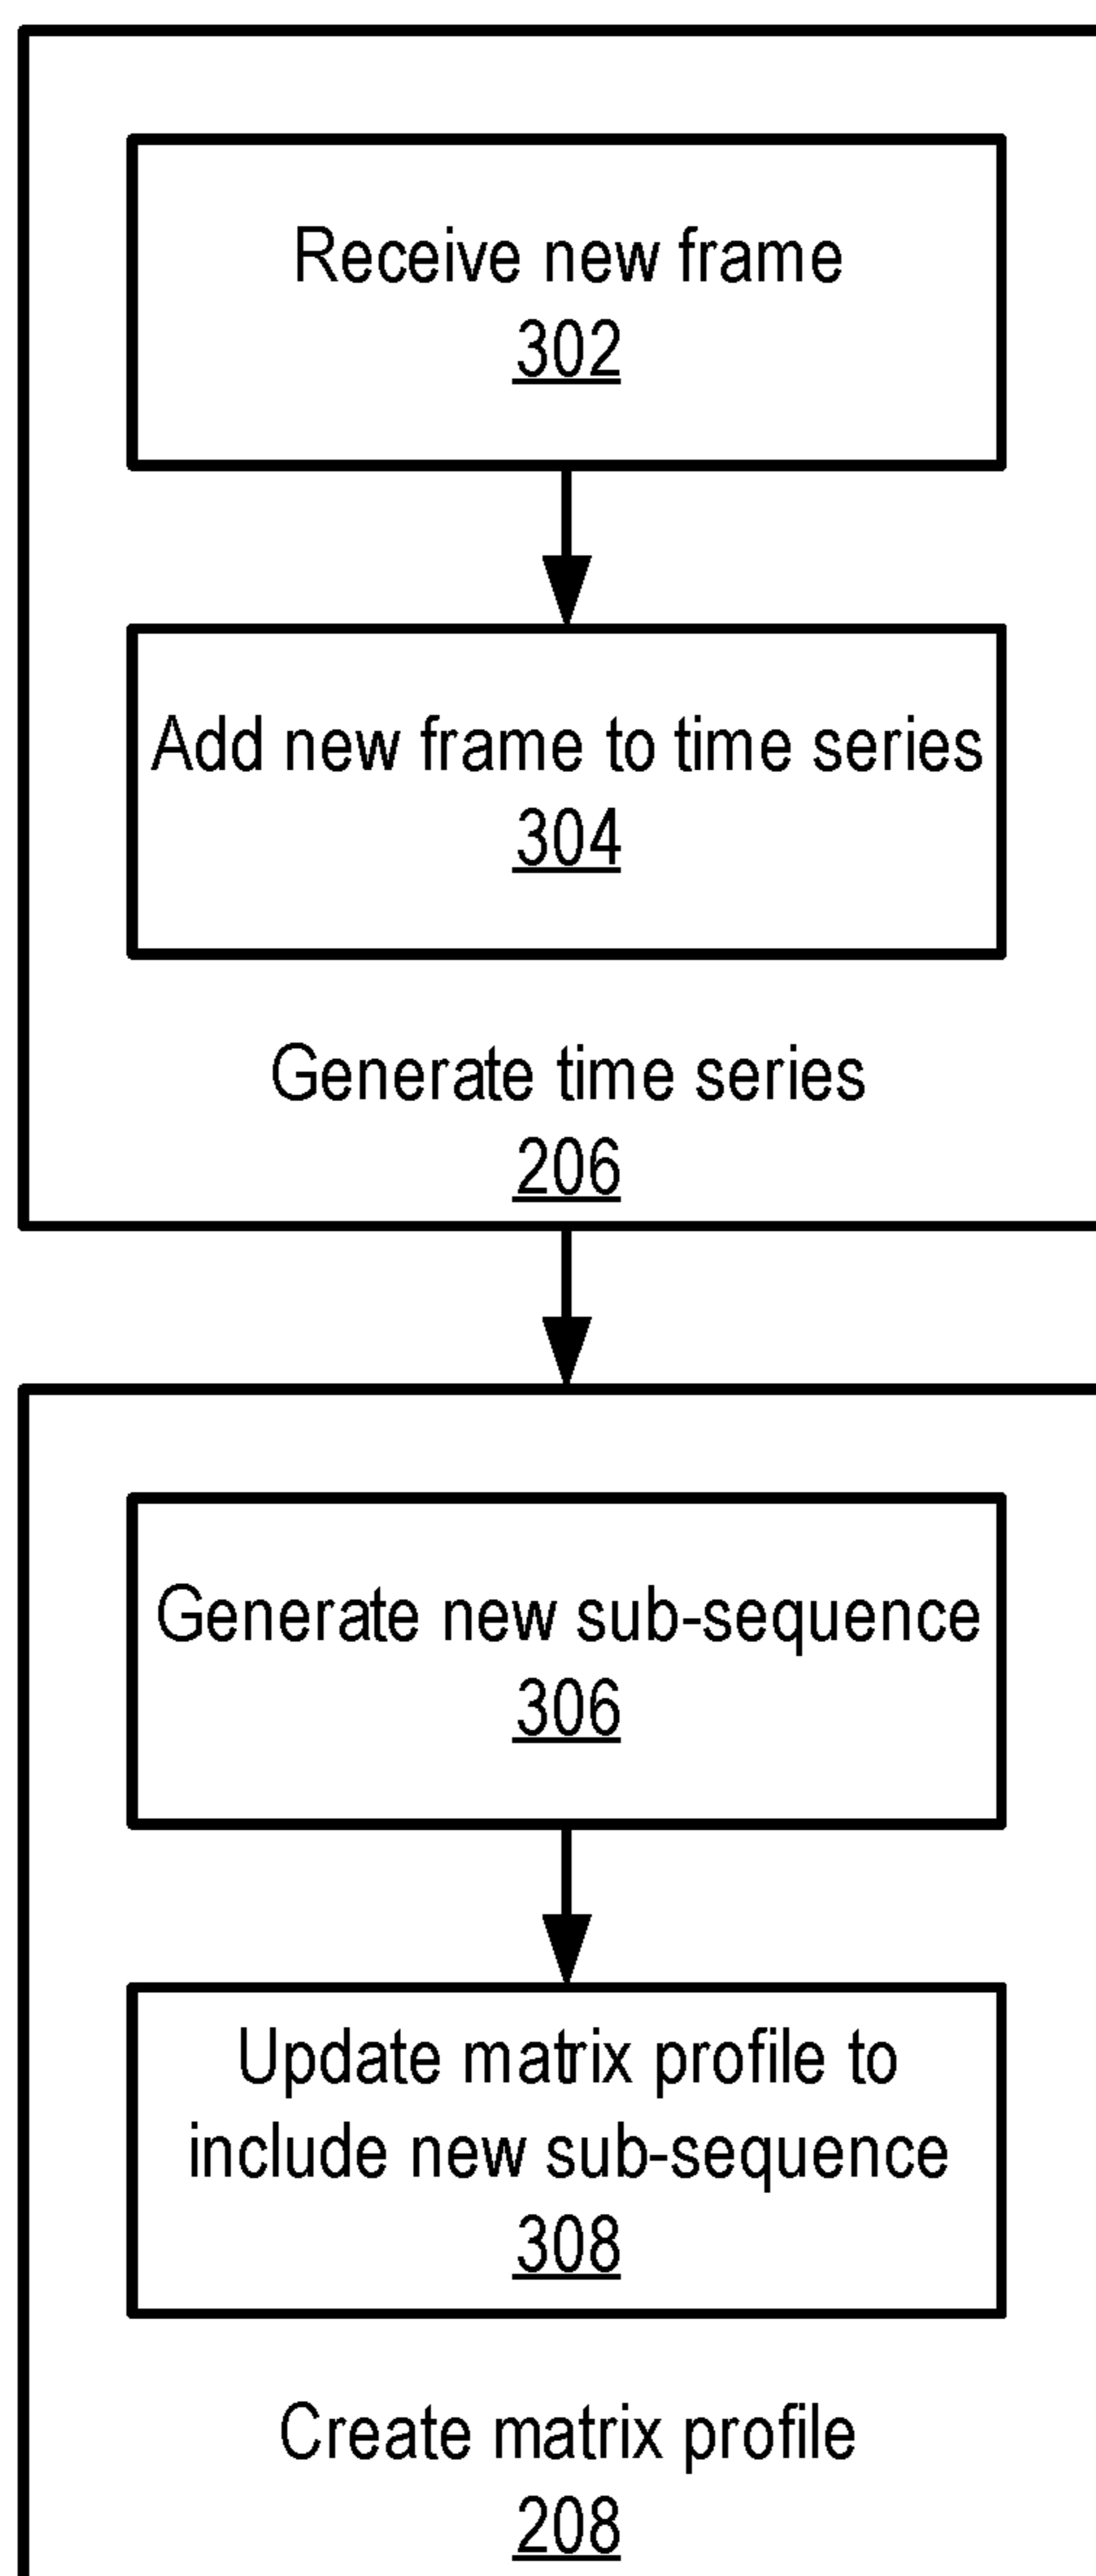 Receive new frame
302
Add new frame to time series
304
Generate time series
206
Generate new sub-sequence
306
Update matrix profile to
include new sub-sequence
308
Create matrix profile
208